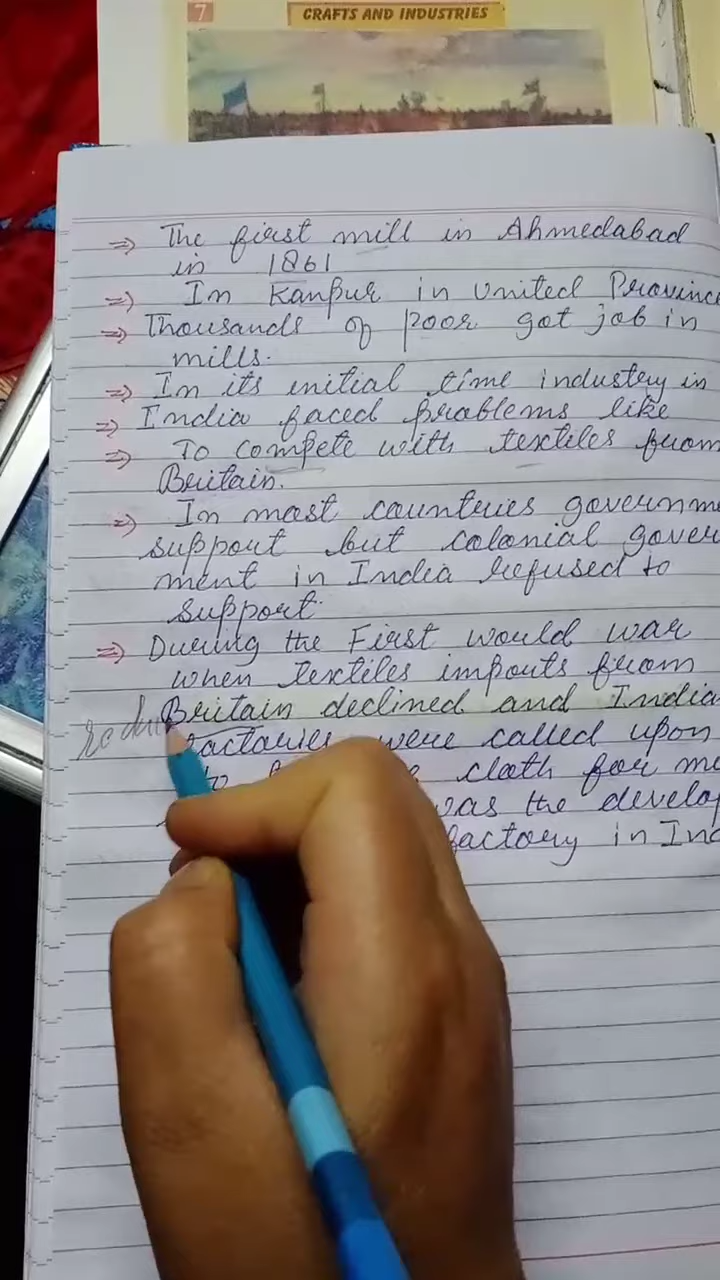 7
CRAFTS AND INDUSTRIES
⇒ The first mill in Ahmedabad
in 1861
⇒ In Kanpur in United Province
⇒ Thousands of poor got job in
mills.
⇒ In its initial time industry in
⇒ India faced problems like
⇒ To compete with textiles from
Britain.
⇒ In most countries governme
support but colonial gover
ment in India refused to
support.
⇒ During the First would war
when textiles imports from
Britain declined and India
redu
factories were called upon
to cloth for
was the develop
factory in Ind